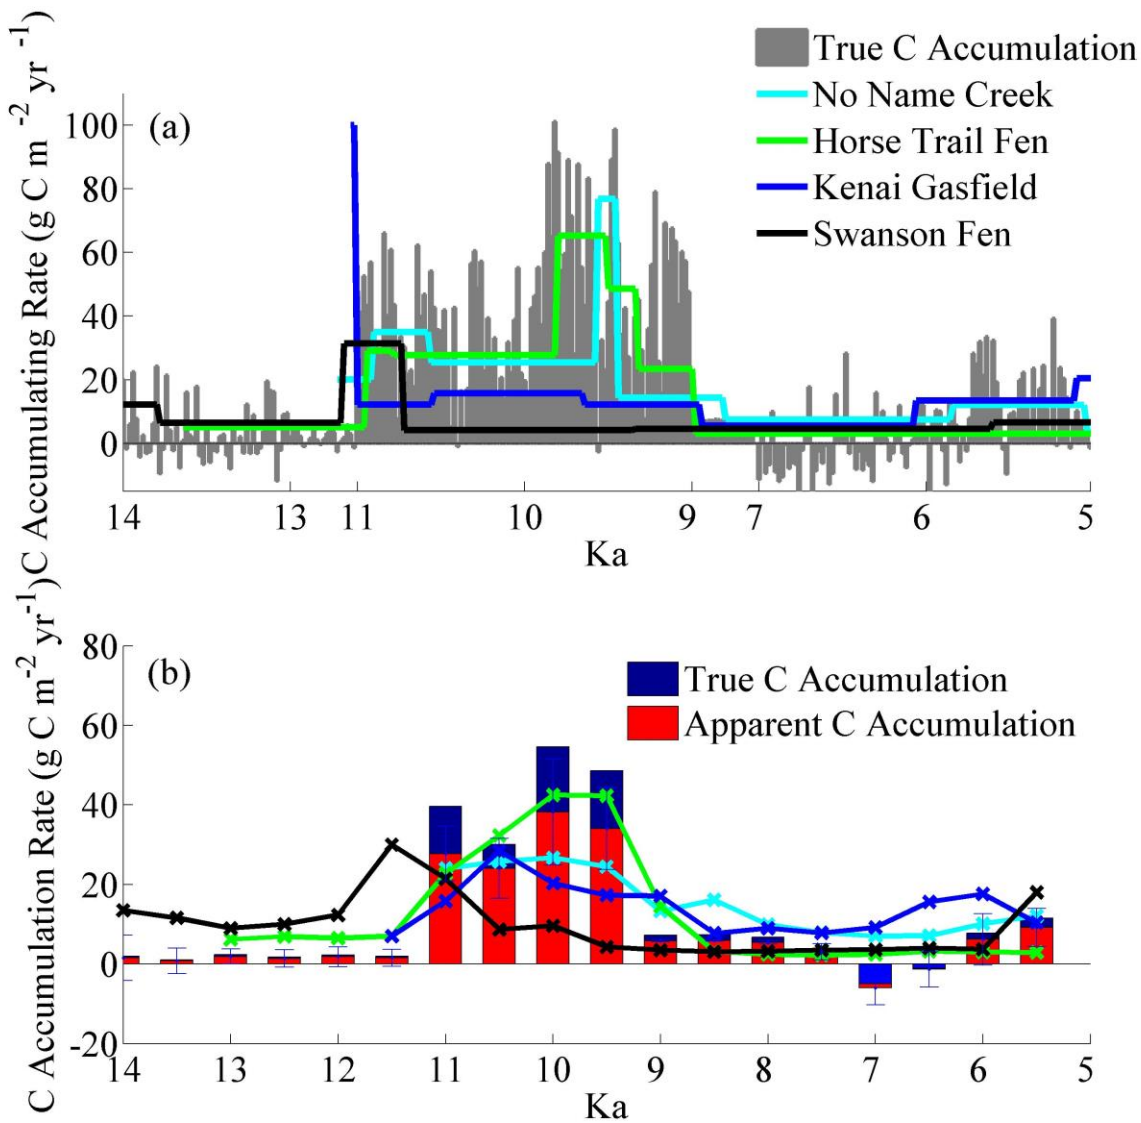 True C Accumulation
No Name Creek
Horse Trail Fen
Kenai Gasfield
Swanson Fen
(a)
C Accumulating Rate (g C m-2 yr -1)
100
80
60
40
20
0
14 13 11 10 9 7 6 5
Ka
(b)
True C Accumulation
Apparent C Accumulation
C Accumulation Rate (g C m-2 yr-1)
80
60
40
20
0
-20
14 13 12 11 10 9 8 7 6 5
Ka